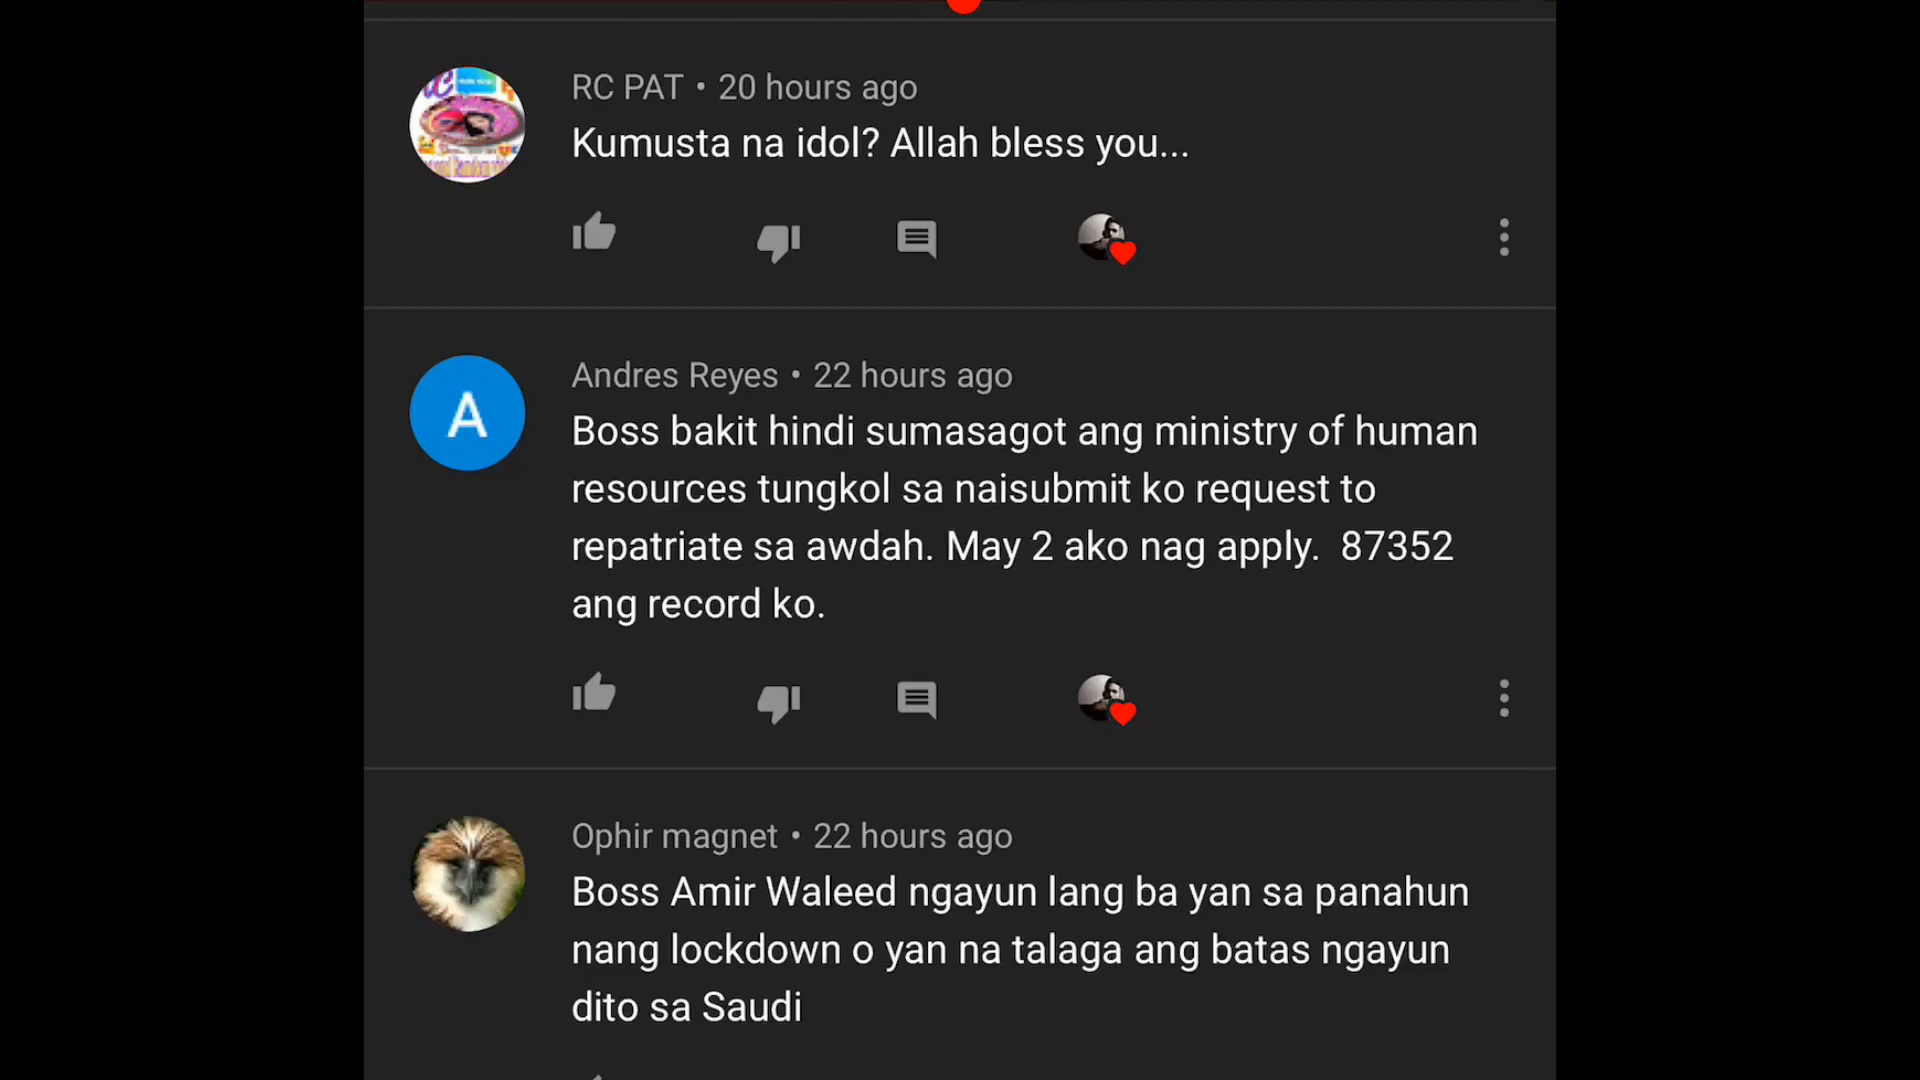 RC PAT • 20 hours ago
Kumusta na idol? Allah bless you...
A
Andres Reyes • 22 hours ago
Boss bakit hindi sumasagot ang ministry of human
resources tungkol sa naisubmit ko request to
repatriate sa awdah. May 2 ako nag apply.  87352
ang record ko.
Ophir magnet • 22 hours ago
Boss Amir Waleed ngayun lang ba yan sa panahun
nang lockdown o yan na talaga ang batas ngayun
dito sa Saudi